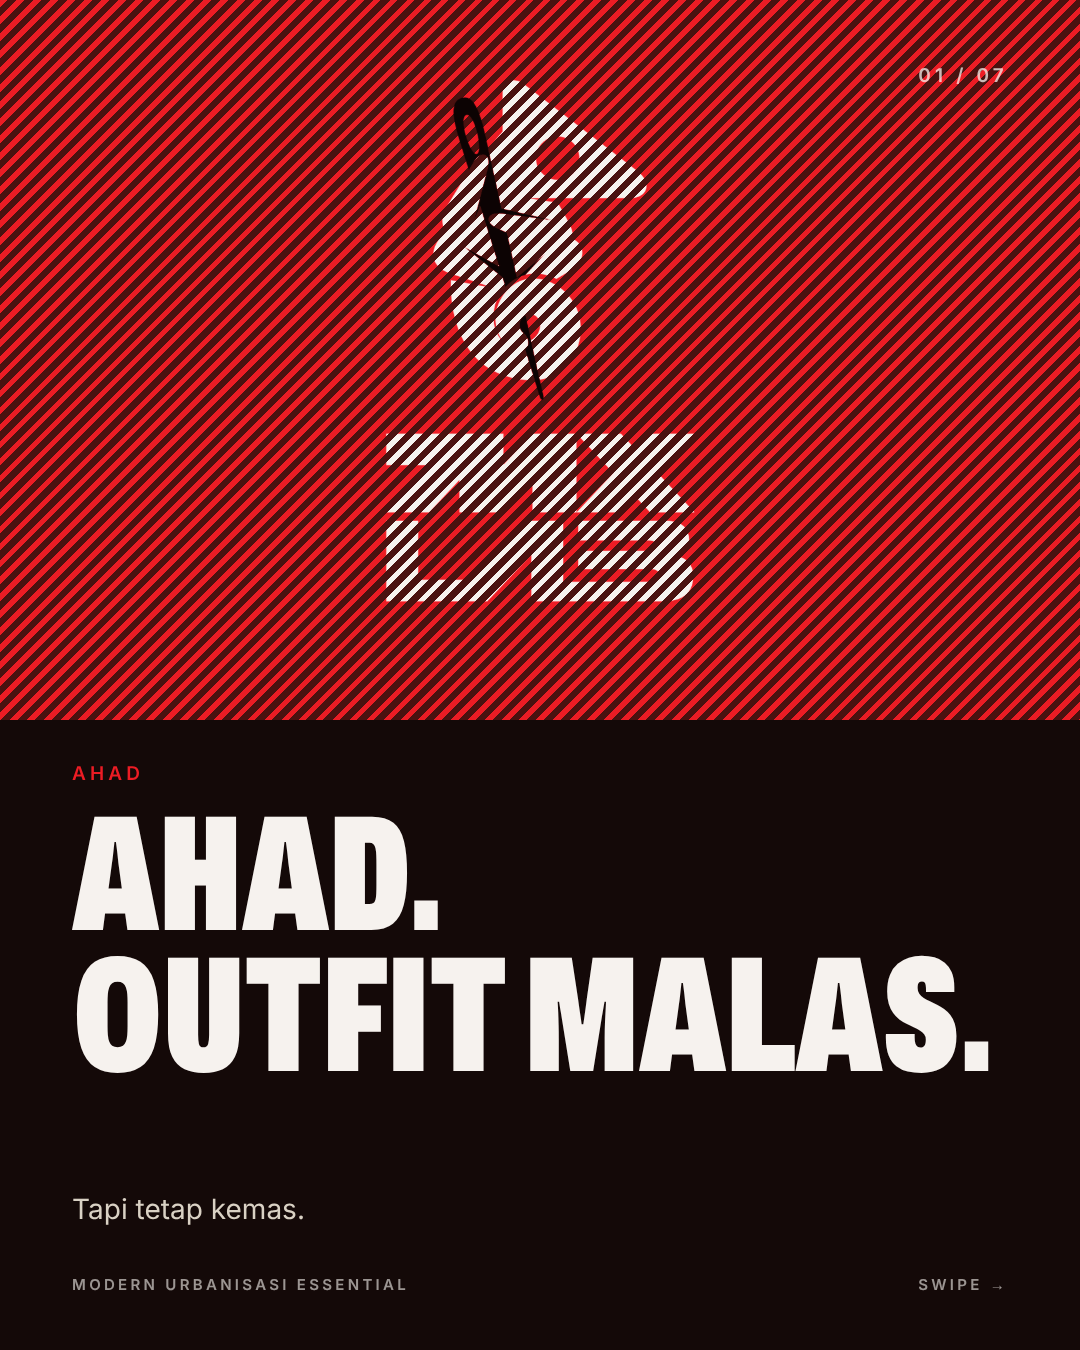 01 / 07
AHAD
AHAD.
OUTFIT MALAS.
Tapi tetap kemas.
MODERN URBANISASI ESSENTIAL
SWIPE →